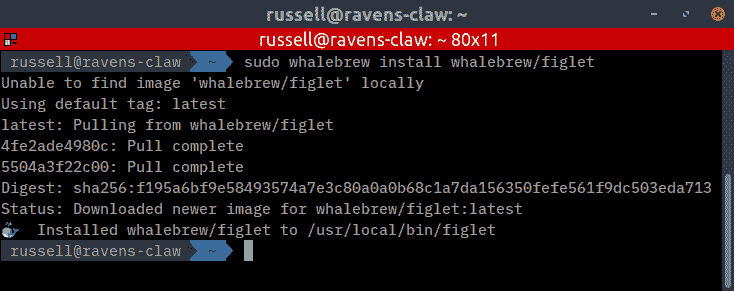 russell@ravens-claw: ~
russell@ravens-claw: ~ 80x11
russell@ravens-claw ~ sudo whalebrew install whalebrew/figlet
Unable to find image 'whalebrew/figlet' locally
Using default tag: latest
latest: Pulling from whalebrew/figlet
4fe2ade4980c: Pull complete
5504a3f22c00: Pull complete
Digest: sha256:f195a6bf9e58493574a7e3c80a0a0b68c1a7da156350fefe561f9dc503eda713
Status: Downloaded newer image for whalebrew/figlet:latest
🐳 Installed whalebrew/figlet to /usr/local/bin/figlet
russell@ravens-claw ~